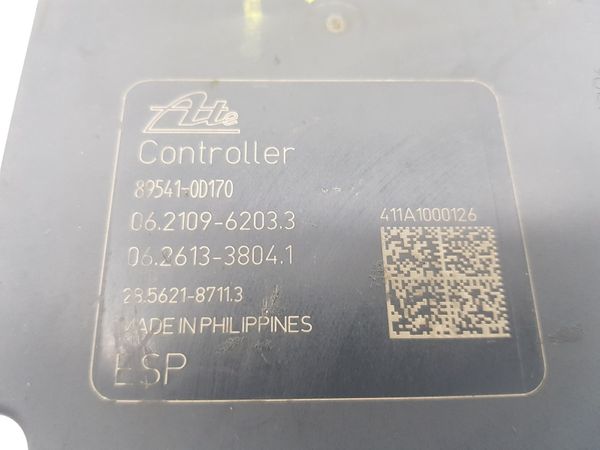 Ate
Controller
89541-0D170
06.2109-6203.3
411A1000126
06.2613-3804.1
28.5621-8711.3
MADE IN PHILIPPINES
ESP